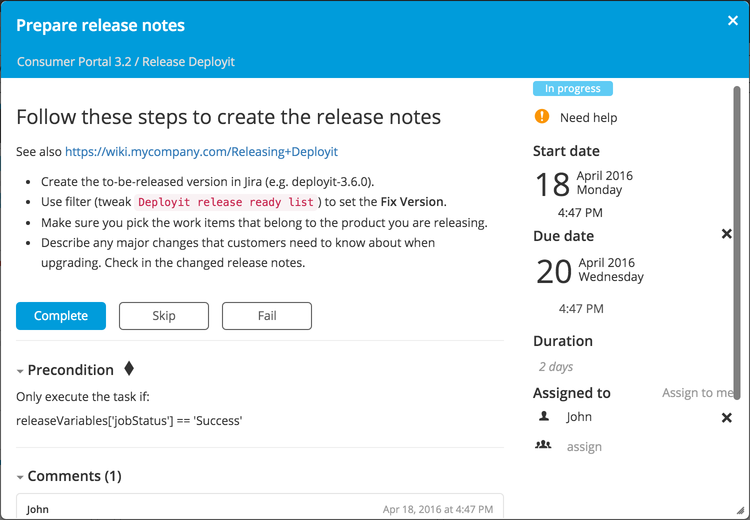 Prepare release notes
Consumer Portal 3.2 / Release Deployit
Follow these steps to create the release notes
See also https://wiki.mycompany.com/Releasing+Deployit
• Create the to-be-released version in Jira (e.g. deployit-3.6.0).
• Use filter (tweak Deployit release ready list ) to set the Fix Version.
• Make sure you pick the work items that belong to the product you are releasing.
• Describe any major changes that customers need to know about when
upgrading. Check in the changed release notes.
Complete Skip Fail
Precondition
Only execute the task if:
releaseVariables['jobStatus'] == 'Success'
Comments (1)
John Apr 18, 2016 at 4:47 PM
In progress
Need help
Start date
18 April 2016
Monday
4:47 PM
Due date
20 April 2016
Wednesday
4:47 PM
Duration
2 days
Assigned to Assign to me
John
assign